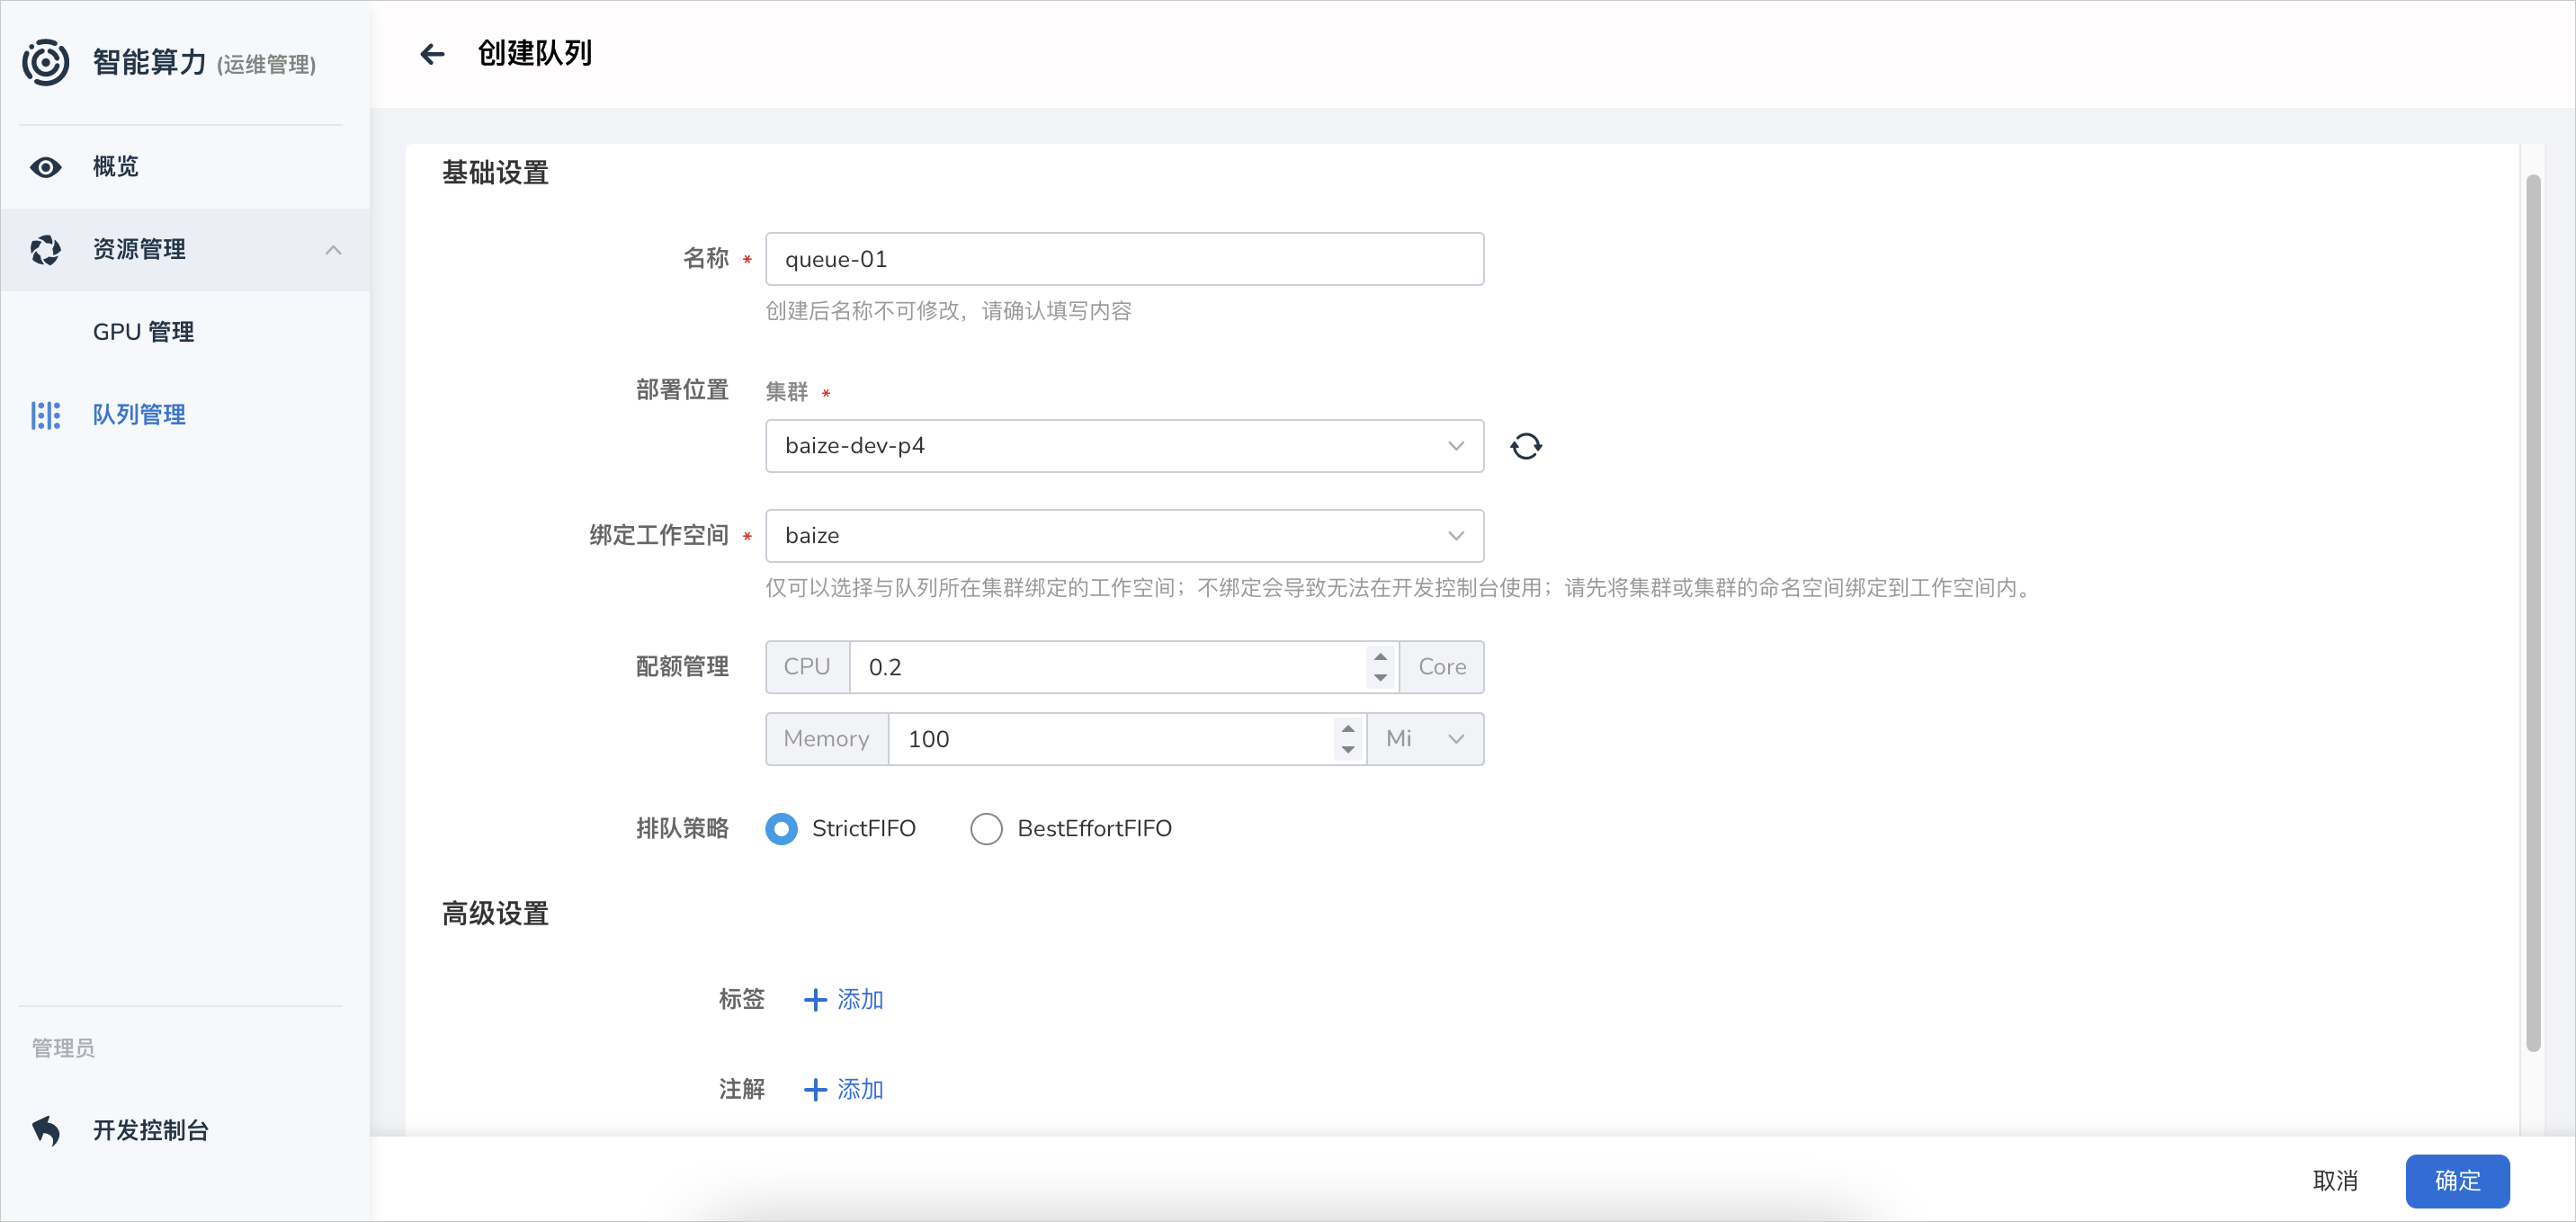 智能算力 (运维管理)
概览
资源管理
GPU 管理
队列管理
管理员
开发控制台
创建队列
基础设置
名称 * queue-01
创建后名称不可修改，请确认填写内容
部署位置 集群 *
baize-dev-p4
绑定工作空间 * baize
仅可以选择与队列所在集群绑定的工作空间；不绑定会导致无法在开发控制台使用；请先将集群或集群的命名空间绑定到工作空间内。
配额管理 CPU 0.2 Core
Memory 100 Mi
排队策略 StrictFIFO BestEffortFIFO
高级设置
标签 + 添加
注解 + 添加
取消 确定